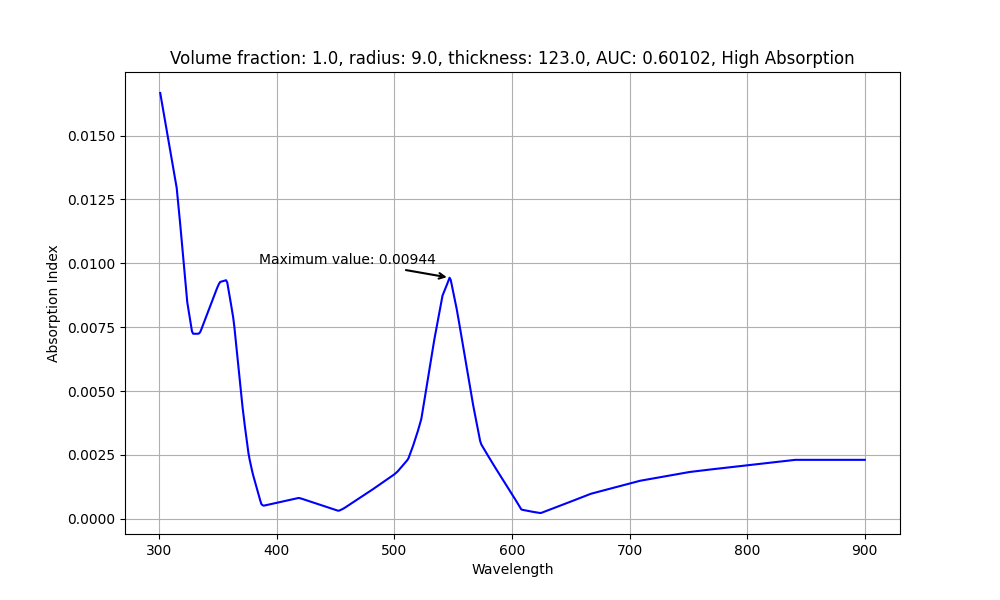 Volume fraction: 1.0, radius: 9.0, thickness: 123.0, AUC: 0.60102, High Absorption
Absorption Index
0.0150
0.0125
0.0100
0.0075
0.0050
0.0025
0.0000
Maximum value: 0.00944
300 400 500 600 700 800 900
Wavelength